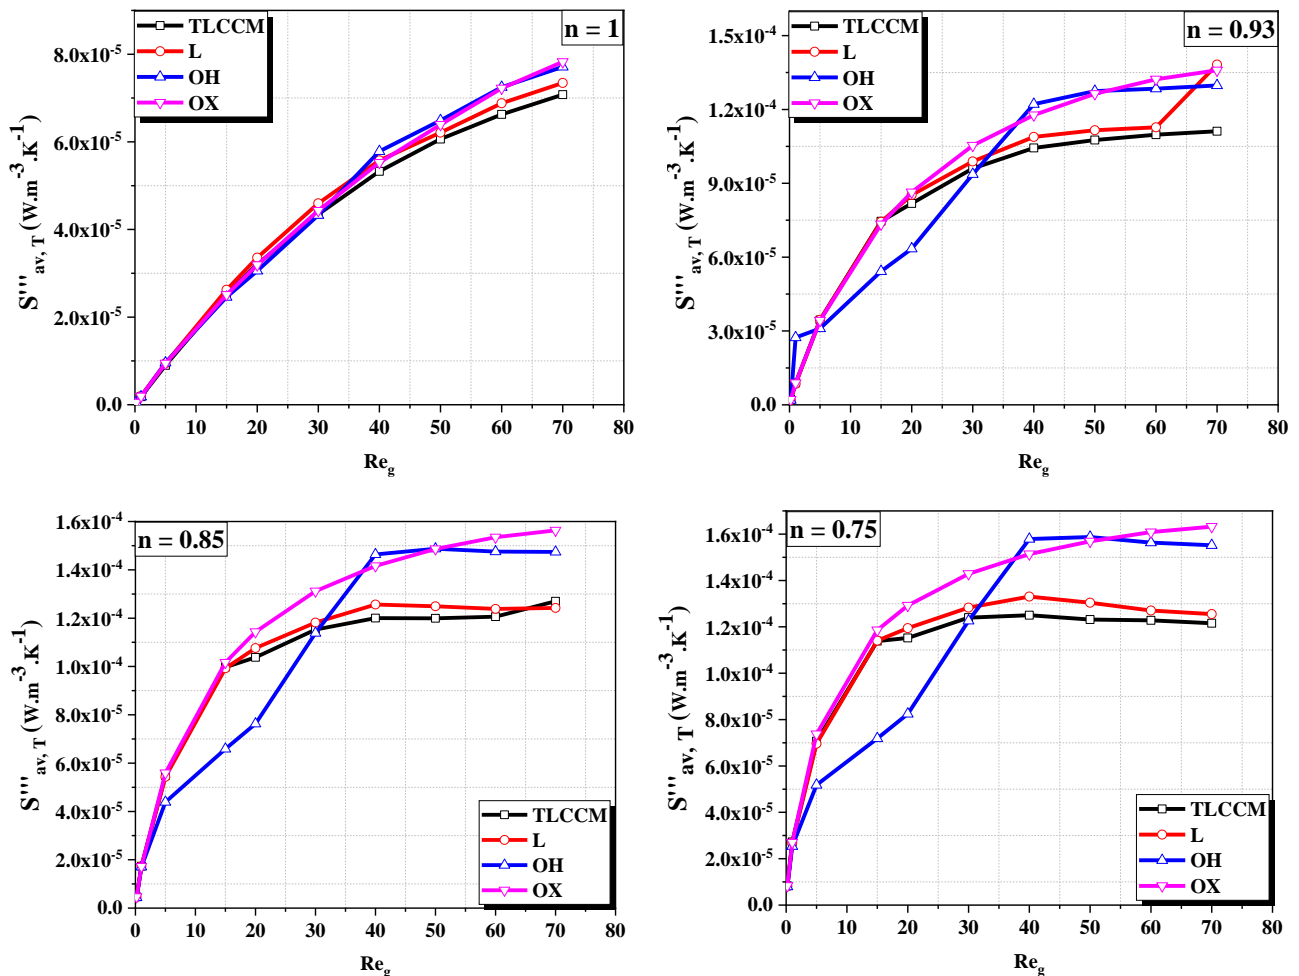 TLCCM
L
OH
OX
n = 1
8.0x10⁻⁵
6.0x10⁻⁵
4.0x10⁻⁵
2.0x10⁻⁵
0.0
S'''av, T (W.m⁻³.K⁻¹)
0 10 20 30 40 50 60 70 80
Reg
TLCCM
L
OH
OX
n = 0.93
1.5x10⁻⁴
1.2x10⁻⁴
9.0x10⁻⁵
6.0x10⁻⁵
3.0x10⁻⁵
0.0
S'''av, T (W.m⁻³.K⁻¹)
0 10 20 30 40 50 60 70 80
Reg
n = 0.85
1.6x10⁻⁴
1.4x10⁻⁴
1.2x10⁻⁴
1.0x10⁻⁴
8.0x10⁻⁵
6.0x10⁻⁵
4.0x10⁻⁵
2.0x10⁻⁵
0.0
S'''av, T (W.m⁻³.K⁻¹)
TLCCM
L
OH
OX
0 10 20 30 40 50 60 70 80
Reg
n = 0.75
1.6x10⁻⁴
1.4x10⁻⁴
1.2x10⁻⁴
1.0x10⁻⁴
8.0x10⁻⁵
6.0x10⁻⁵
4.0x10⁻⁵
2.0x10⁻⁵
0.0
S'''av, T (W.m⁻³.K⁻¹)
TLCCM
L
OH
OX
0 10 20 30 40 50 60 70 80
Reg